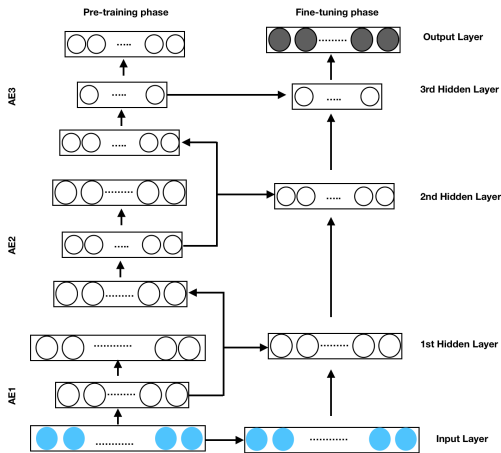 Pre-training phase
Fine-tuning phase
Output Layer
AE3
3rd Hidden Layer
2nd Hidden Layer
AE2
1st Hidden Layer
AE1
Input Layer